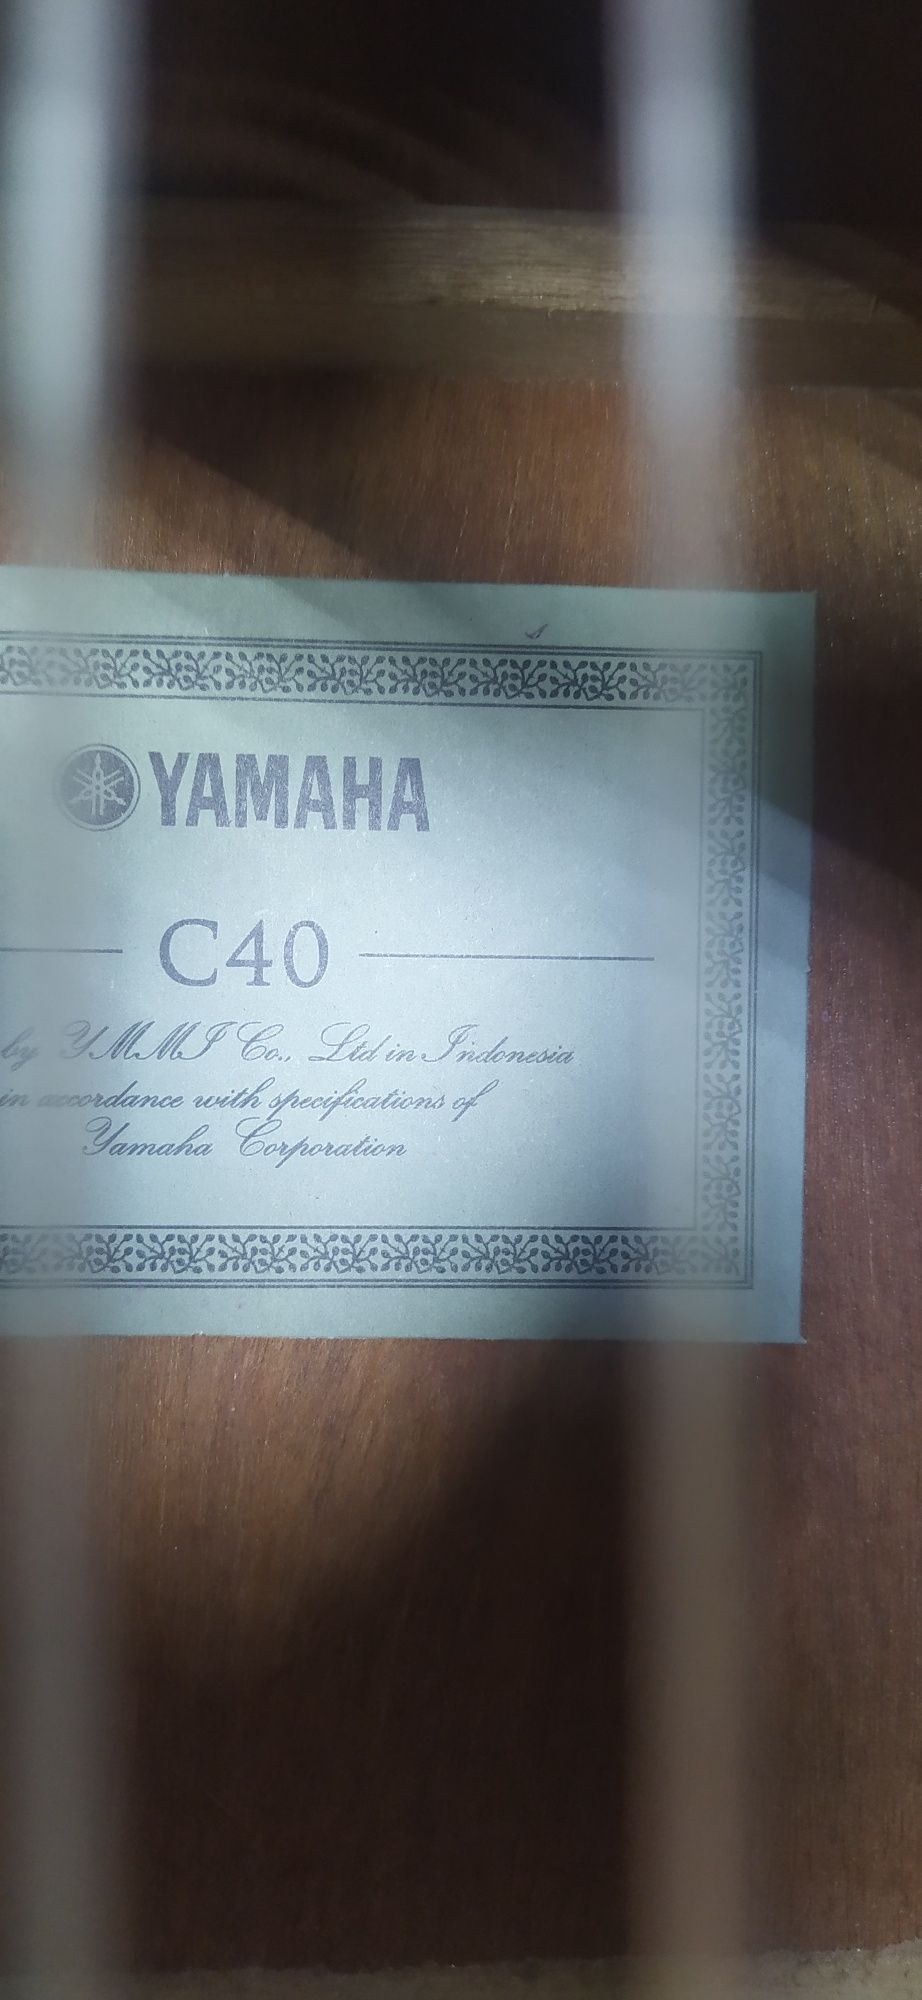 YAMAHA
C40
by YMMI Co., Ltd in Indonesia
in accordance with specifications of
Yamaha Corporation